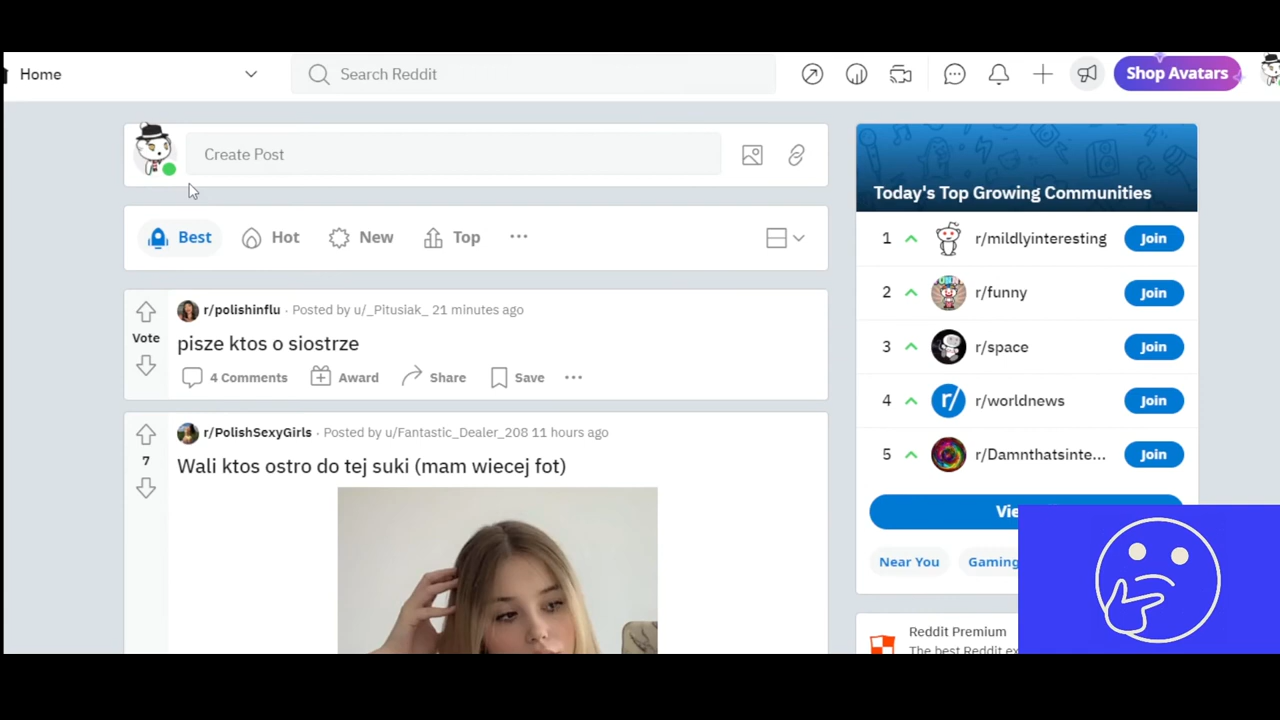 Home
Search Reddit
Shop Avatars
Create Post
Best
Hot
New
Top
r/polishinflu · Posted by u/_Pitusiak_ 21 minutes ago
Vote
pisze ktos o siostrze
4 Comments
Award
Share
Save
r/PolishSexyGirls · Posted by u/Fantastic_Dealer_208 11 hours ago
7
Wali ktos ostro do tej suki (mam wiecej fot)
Today's Top Growing Communities
1 r/mildlyinteresting Join
2 r/funny Join
3 r/space Join
4 r/ r/worldnews Join
5 r/Damnthatsinte... Join
Near You
Gaming
Reddit Premium
The best Reddit